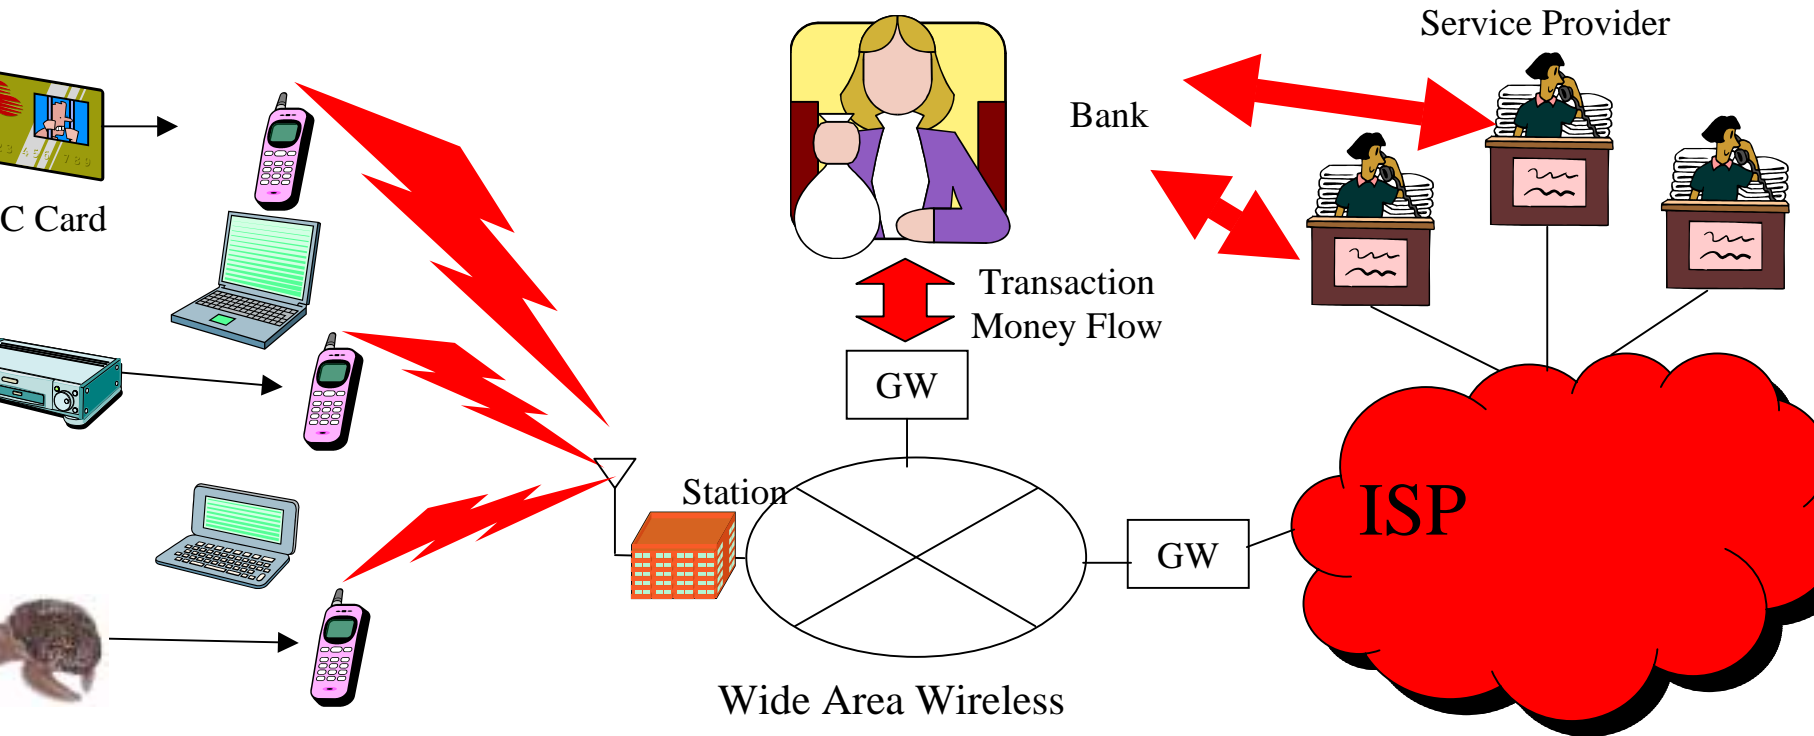 Service Provider
Bank
C Card
Transaction
Money Flow
GW
Station
ISP
GW
Wide Area Wireless